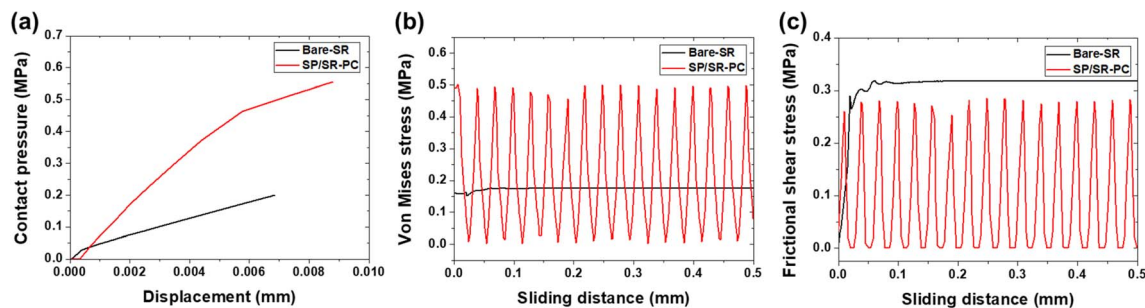 (a)
Contact pressure (MPa)
0.7
0.6
0.5
0.4
0.3
0.2
0.1
0.0
Bare-SR
SP/SR-PC
0.000
0.002
0.004
0.006
0.008
0.010
Displacement (mm)
(b)
Von Mises stress (MPa)
0.6
0.5
0.4
0.3
0.2
0.1
0.0
Bare-SR
SP/SR-PC
0.0
0.1
0.2
0.3
0.4
0.5
Sliding distance (mm)
(c)
Frictional shear stress (MPa)
0.4
0.3
0.2
0.1
0.0
Bare-SR
SP/SR-PC
0.0
0.1
0.2
0.3
0.4
0.5
Sliding distance (mm)